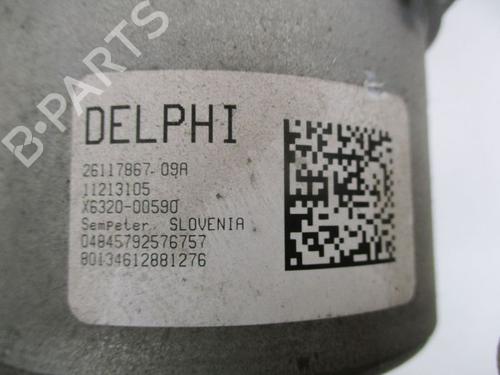 B-PARTS
DELPHI
26117867-09A
11213105
X6320-00590
Sempeter, SLOVENIA
04845792576757
80134612881276